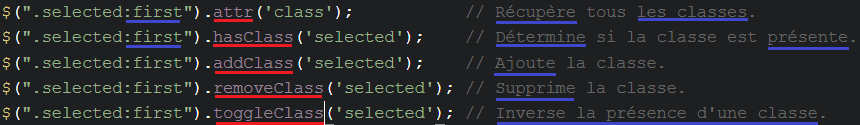 $(".selected:first").attr('class'); // Récupère tous les classes.
$(".selected:first").hasClass('selected'); // Détermine si la classe est présente.
$(".selected:first").addClass('selected'); // Ajoute la classe.
$(".selected:first").removeClass('selected'); // Supprime la classe.
$(".selected:first").toggleClass('selected'); // Inverse la présence d'une classe.